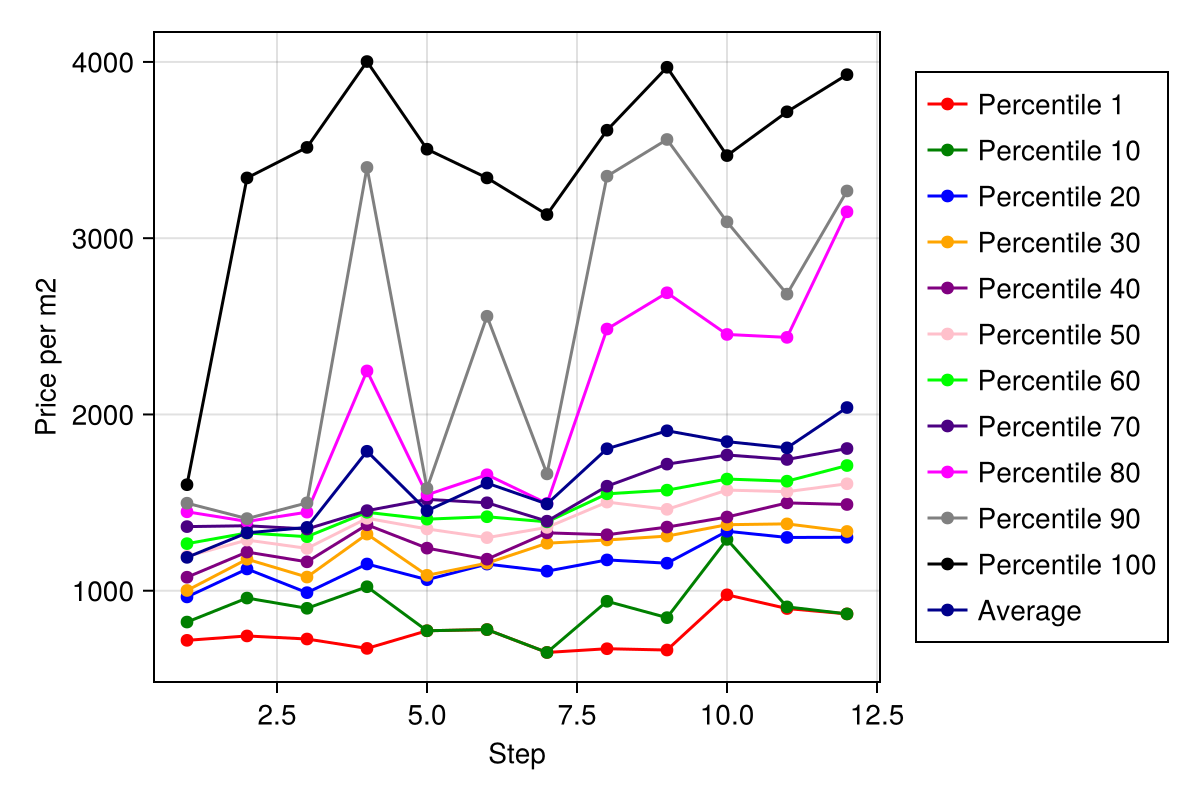 4000
3000
2000
1000
Price per m2
2.5 5.0 7.5 10.0 12.5
Step
Percentile 1
Percentile 10
Percentile 20
Percentile 30
Percentile 40
Percentile 50
Percentile 60
Percentile 70
Percentile 80
Percentile 90
Percentile 100
Average